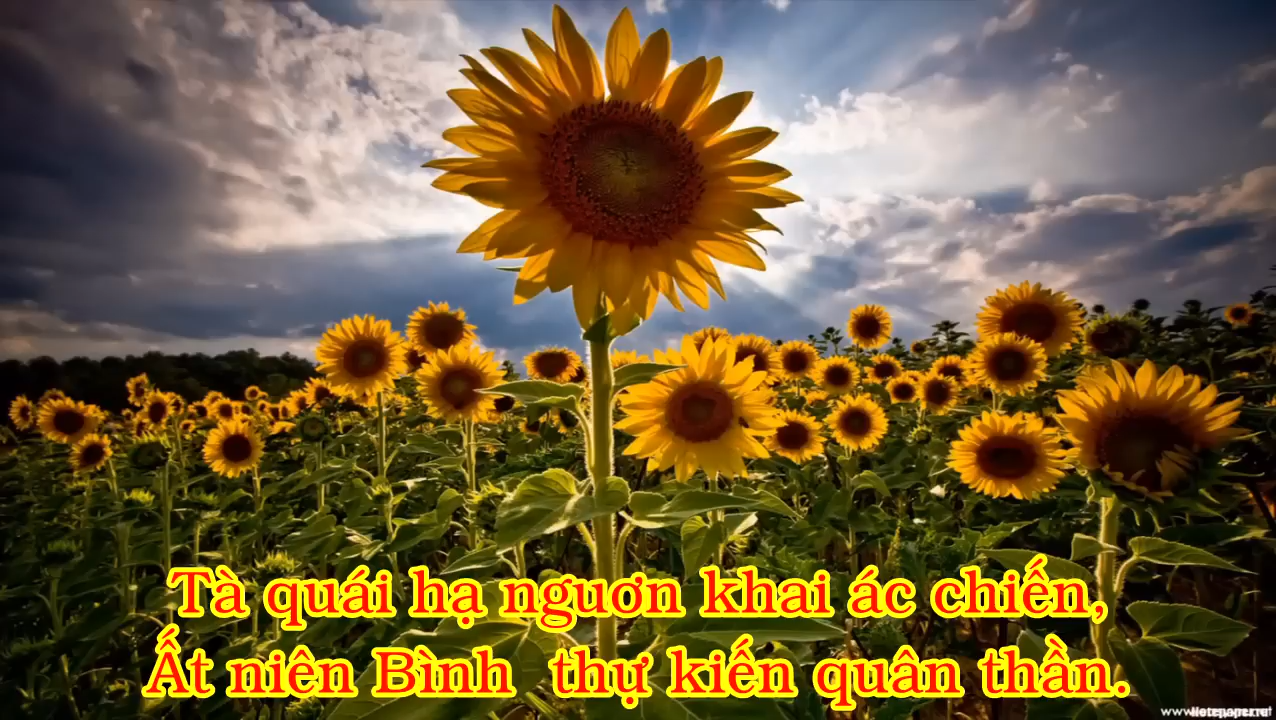 Tà quái hạ nguơn khai ác chiến,
Ất niên Bình thự kiến quân thần.